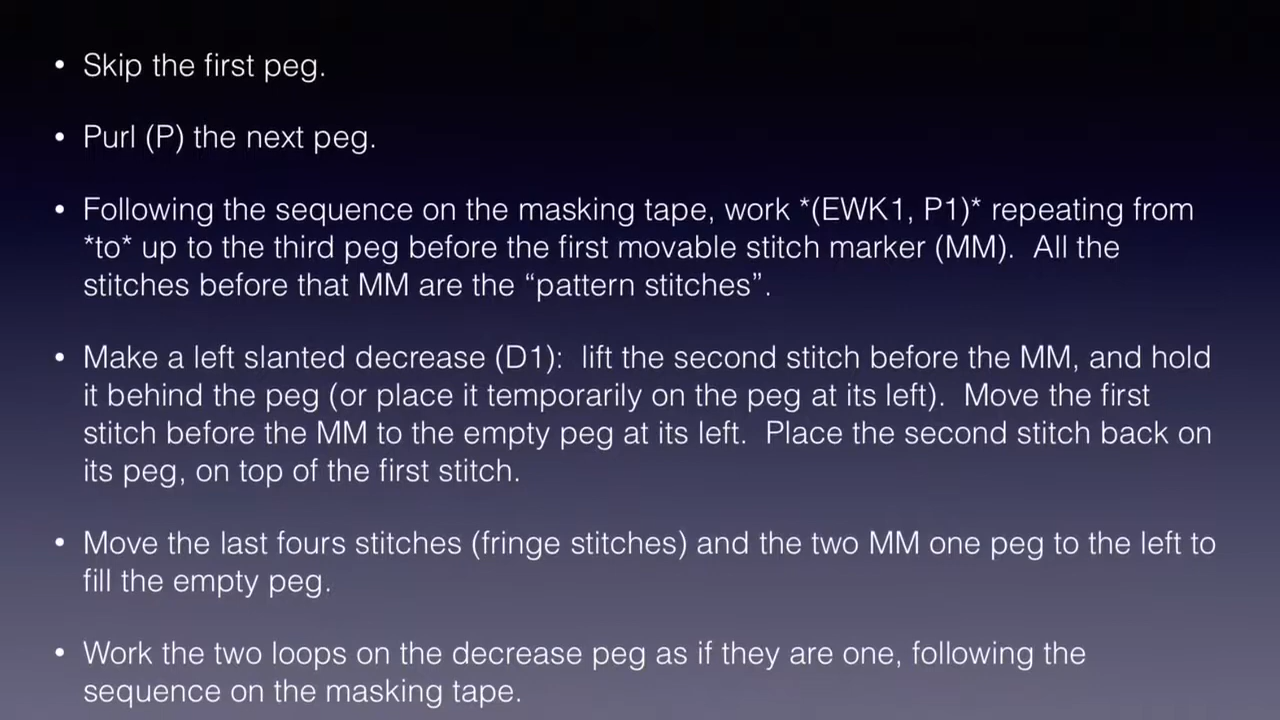 • Skip the first peg.
• Purl (P) the next peg.
• Following the sequence on the masking tape, work *(EWK1, P1)* repeating from
*to* up to the third peg before the first movable stitch marker (MM).  All the
stitches before that MM are the “pattern stitches”.
• Make a left slanted decrease (D1):  lift the second stitch before the MM, and hold
it behind the peg (or place it temporarily on the peg at its left).  Move the first
stitch before the MM to the empty peg at its left.  Place the second stitch back on
its peg, on top of the first stitch.
• Move the last fours stitches (fringe stitches) and the two MM one peg to the left to
fill the empty peg.
• Work the two loops on the decrease peg as if they are one, following the
sequence on the masking tape.